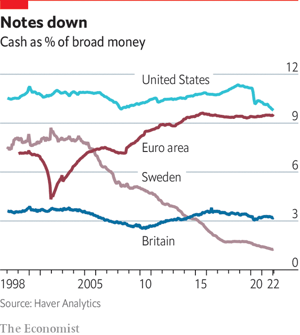 Notes down
Cash as % of broad money
12
United States
9
Euro area
6
Sweden
3
Britain
0
1998 2005 10 15 20 22
Source: Haver Analytics
The Economist